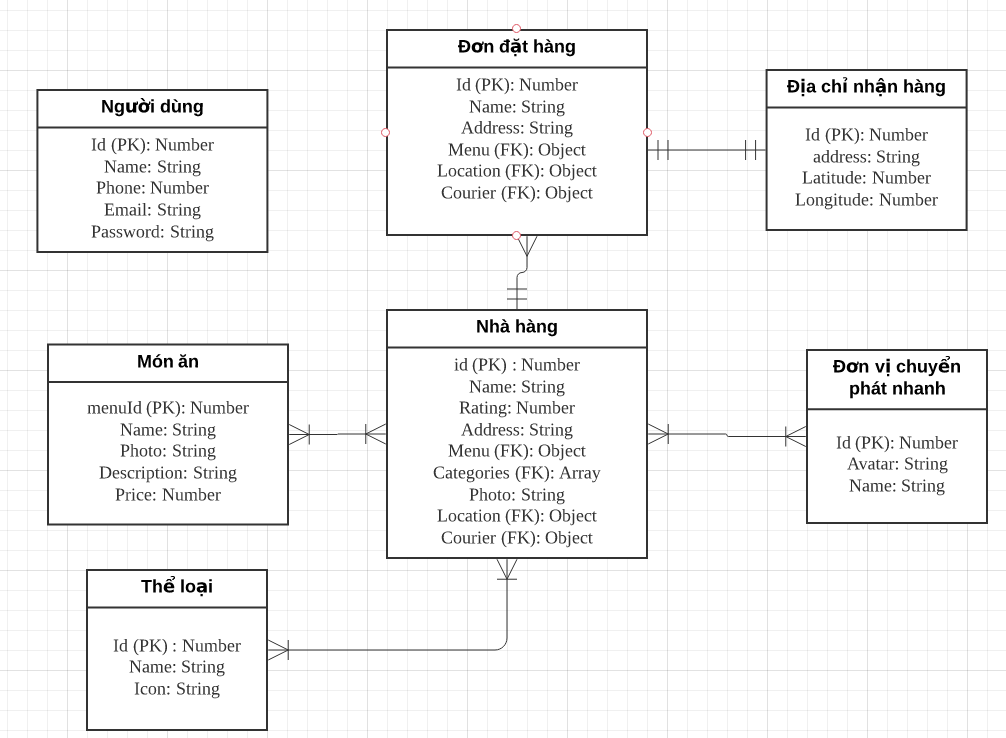 Đơn đặt hàng
Id (PK): Number
Name: String
Address: String
Menu (FK): Object
Location (FK): Object
Courier (FK): Object
Địa chỉ nhận hàng
Id (PK): Number
address: String
Latitude: Number
Longitude: Number
Người dùng
Id (PK): Number
Name: String
Phone: Number
Email: String
Password: String
Nhà hàng
id (PK) : Number
Name: String
Rating: Number
Address: String
Menu (FK): Object
Categories (FK): Array
Photo: String
Location (FK): Object
Courier (FK): Object
Món ăn
menuId (PK): Number
Name: String
Photo: String
Description: String
Price: Number
Đơn vị chuyển
phát nhanh
Id (PK): Number
Avatar: String
Name: String
Thể loại
Id (PK) : Number
Name: String
Icon: String